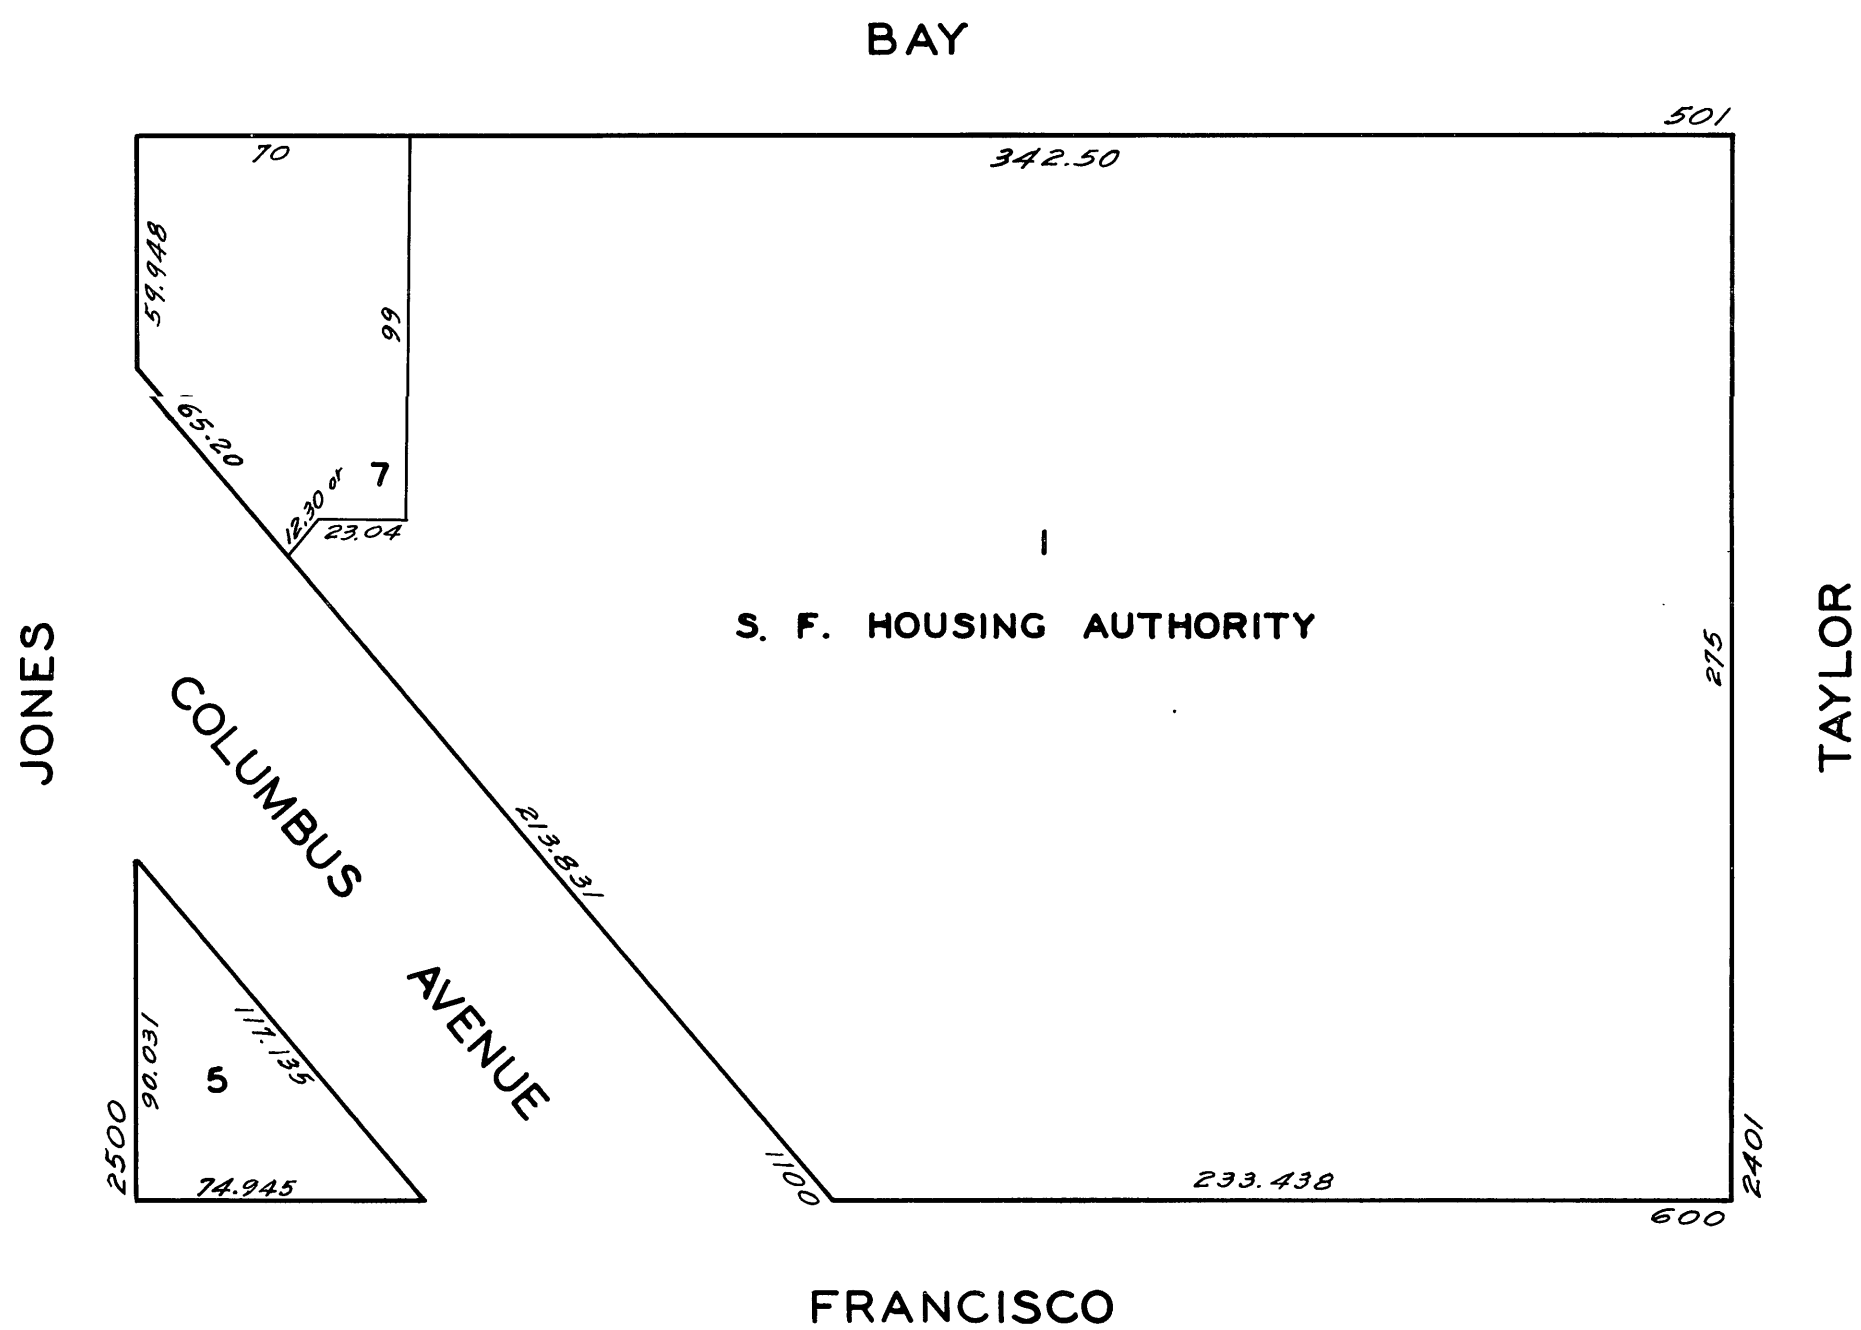 BAY
501
70
342.50
59.948
99
65.20
12.30 or
7
23.04
1
S. F. HOUSING AUTHORITY
JONES
TAYLOR
275
COLUMBUS AVENUE
213.831
90.031
117.135
5
2500
74.945
1100
233.438
2401
600
FRANCISCO